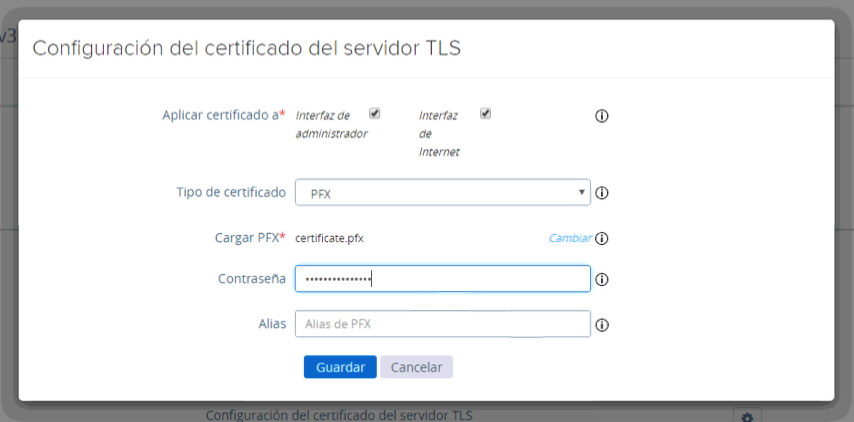 v3
Configuración del certificado del servidor TLS
Aplicar certificado a* Interfaz de administrador Interfaz de Internet
Tipo de certificado PFX
Cargar PFX* certificate.pfx Cambiar
Contraseña •••••••••••••••
Alias Alias de PFX
Guardar Cancelar
Configuración del certificado del servidor TLS